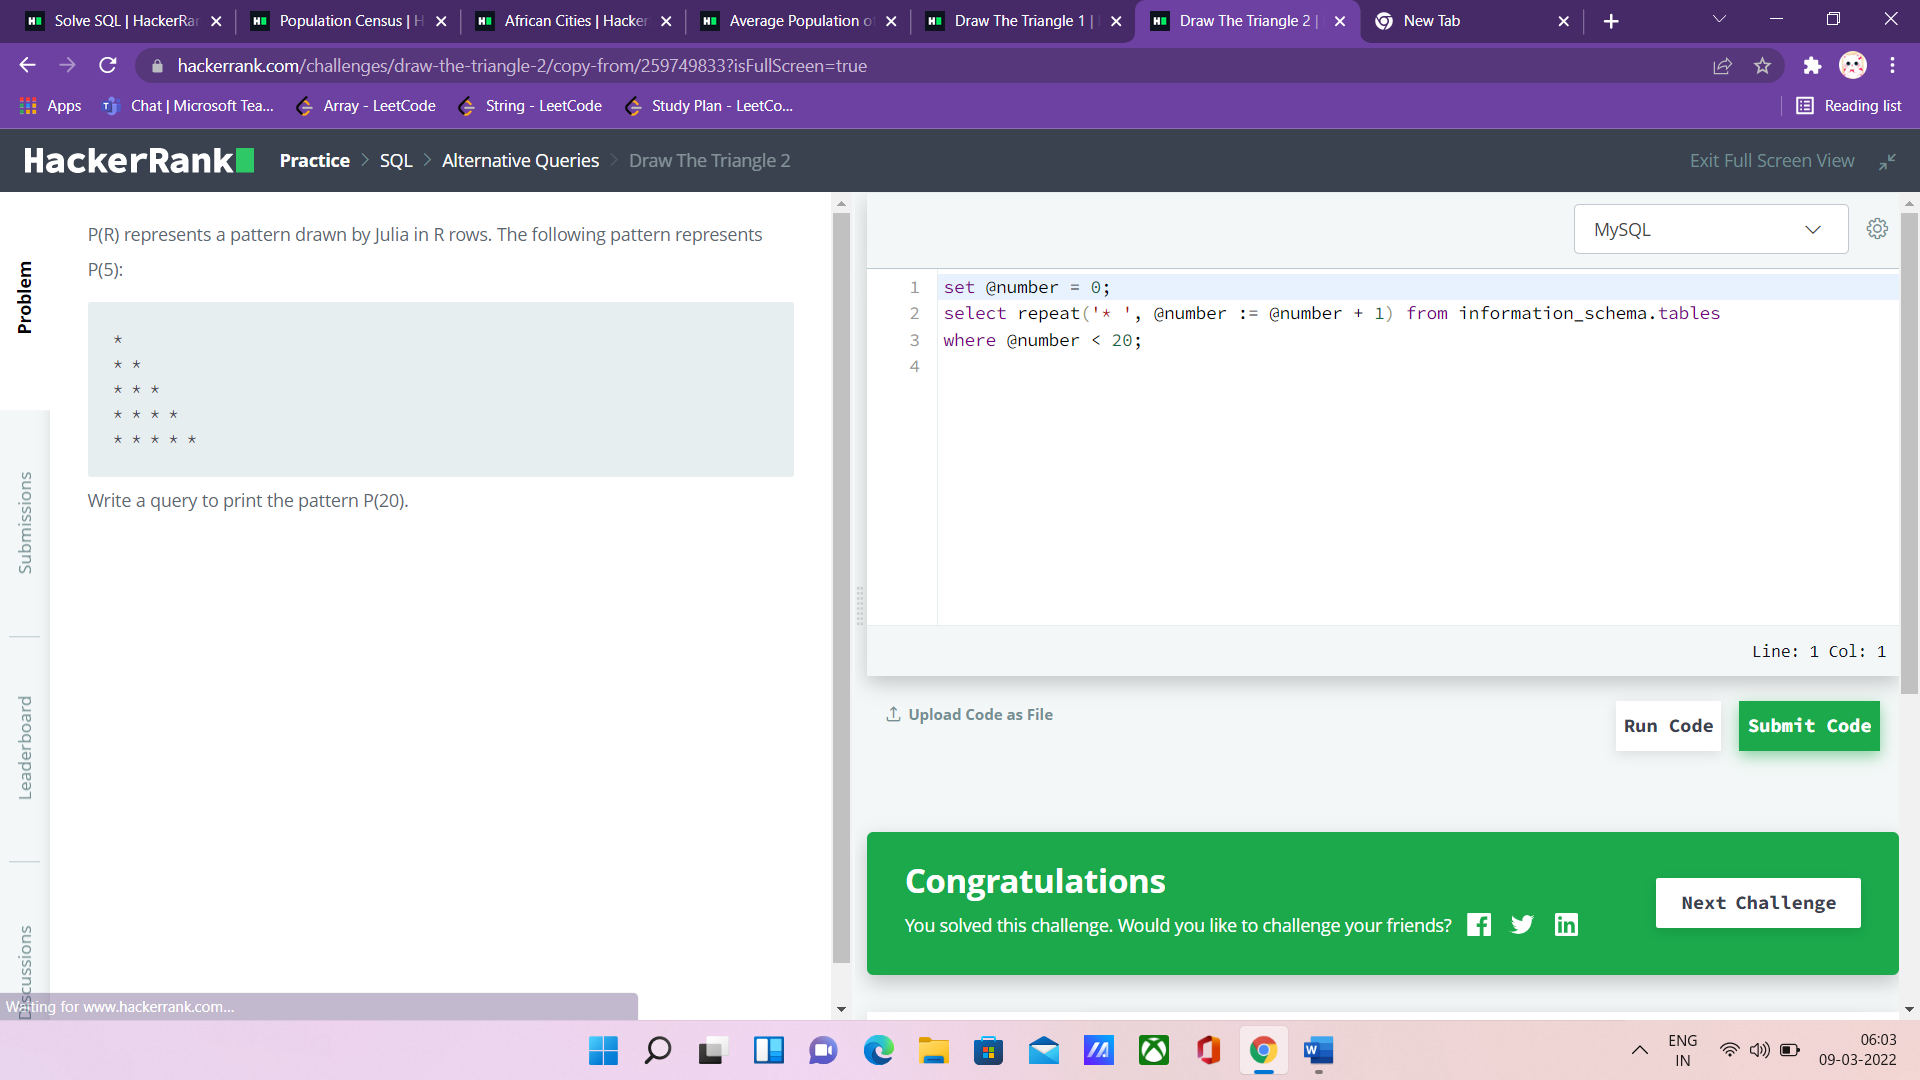 Solve SQL | HackerRar
Population Census | H
African Cities | Hacker
Average Population o
Draw The Triangle 1 |
Draw The Triangle 2 |
New Tab
hackerrank.com/challenges/draw-the-triangle-2/copy-from/259749833?isFullScreen=true
Apps
Chat | Microsoft Tea...
Array - LeetCode
String - LeetCode
Study Plan - LeetCo...
Reading list
HackerRank
Practice > SQL > Alternative Queries > Draw The Triangle 2
Exit Full Screen View
Problem
Submissions
Leaderboard
Discussions
P(R) represents a pattern drawn by Julia in R rows. The following pattern represents
P(5):
*
* *
* * *
* * * *
* * * * *
Write a query to print the pattern P(20).
MySQL
1 set @number = 0;
2 select repeat('* ', @number := @number + 1) from information_schema.tables
3 where @number < 20;
4
Line: 1 Col: 1
Upload Code as File
Run Code
Submit Code
Congratulations
You solved this challenge. Would you like to challenge your friends?
Next Challenge
Waiting for www.hackerrank.com...
ENG
IN
06:03
09-03-2022